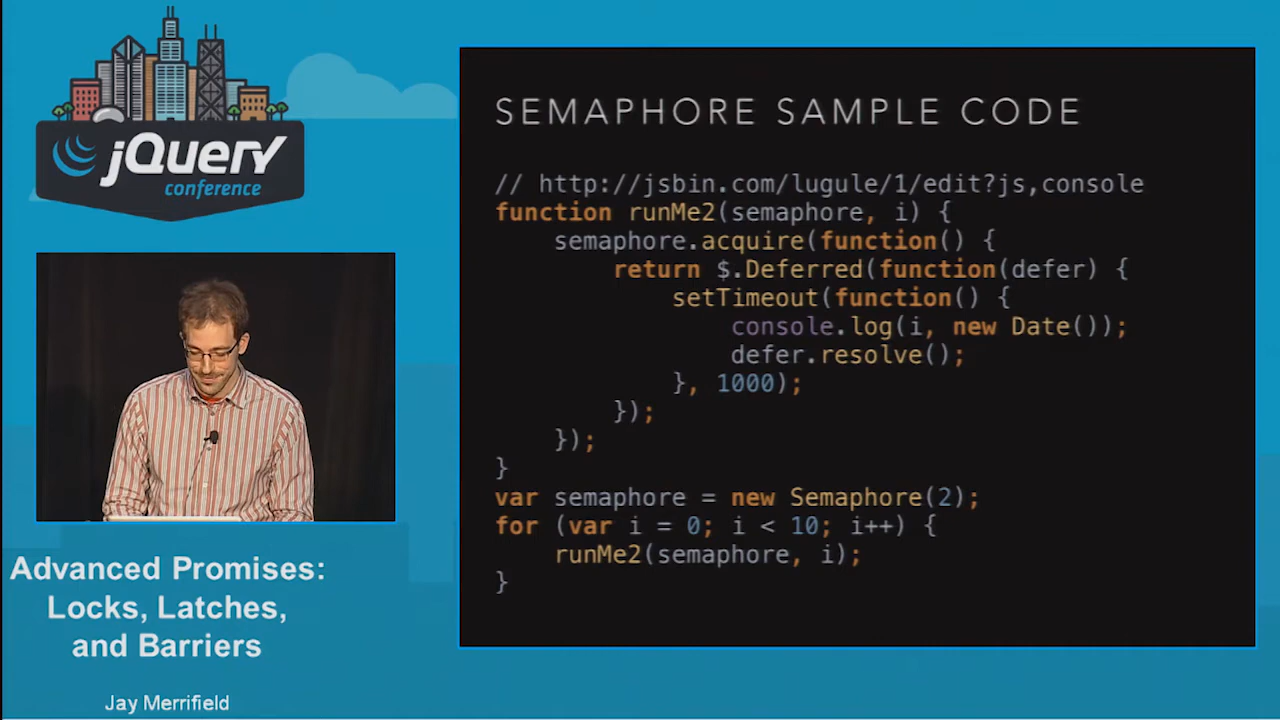 jQuery
conference
Advanced Promises:
Locks, Latches,
and Barriers
Jay Merrifield
SEMAPHORE SAMPLE CODE
// http://jsbin.com/lugule/1/edit?js,console
function runMe2(semaphore, i) {
    semaphore.acquire(function() {
        return $.Deferred(function(defer) {
            setTimeout(function() {
                console.log(i, new Date());
                defer.resolve();
            }, 1000);
        });
    });
}
var semaphore = new Semaphore(2);
for (var i = 0; i < 10; i++) {
    runMe2(semaphore, i);
}